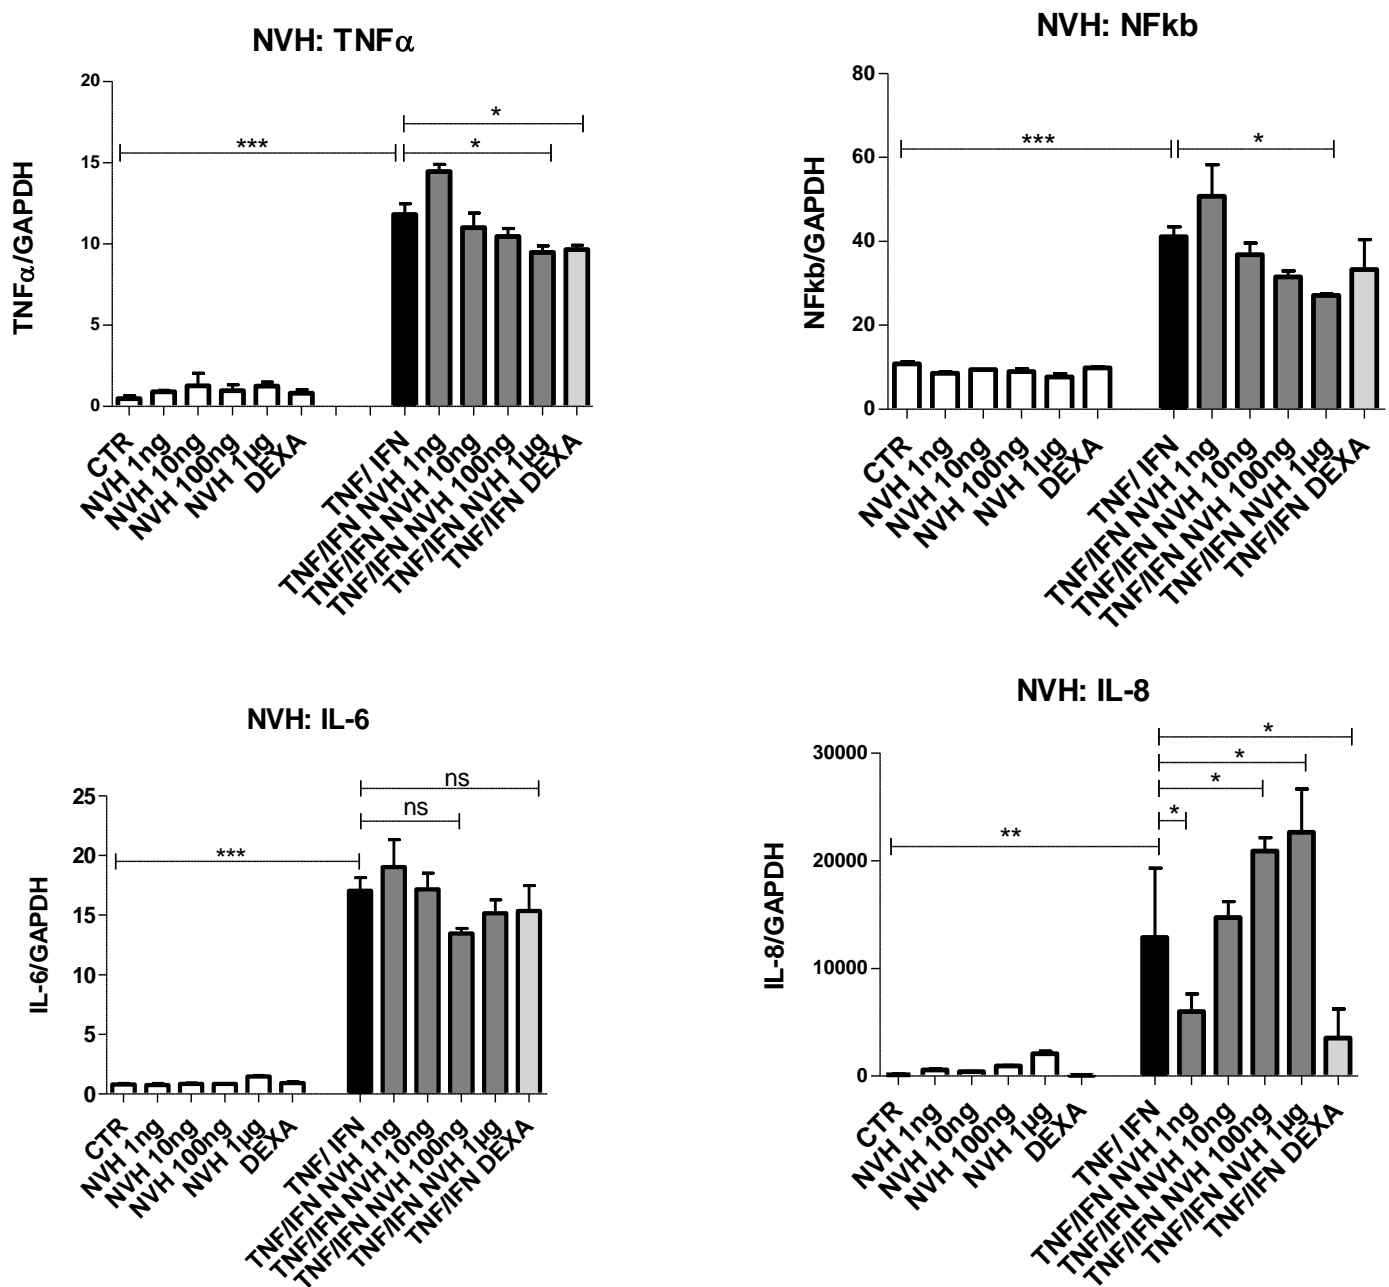 NVH: TNFα
TNFα/GAPDH
20
15
10
5
0
***
*
*
CTR
NVH 1ng
NVH 10ng
NVH 100ng
NVH 1µg
DEXA
TNF/ IFN
TNF/IFN NVH 1ng
TNF/IFN NVH 10ng
TNF/IFN NVH 100ng
TNF/IFN NVH 1µg
TNF/IFN DEXA
NVH: NFkb
NFkb/GAPDH
80
60
40
20
0
***
*
CTR
NVH 1ng
NVH 10ng
NVH 100ng
NVH 1µg
DEXA
TNF/ IFN
TNF/IFN NVH 1ng
TNF/IFN NVH 10ng
TNF/IFN NVH 100ng
TNF/IFN NVH 1µg
TNF/IFN DEXA
NVH: IL-6
IL-6/GAPDH
25
20
15
10
5
0
***
ns
ns
CTR
NVH 1ng
NVH 10ng
NVH 100ng
NVH 1µg
DEXA
TNF/ IFN
TNF/IFN NVH 1ng
TNF/IFN NVH 10ng
TNF/IFN NVH 100ng
TNF/IFN NVH 1µg
TNF/IFN DEXA
NVH: IL-8
IL-8/GAPDH
30000
20000
10000
0
**
*
*
*
*
CTR
NVH 1ng
NVH 10ng
NVH 100ng
NVH 1µg
DEXA
TNF/ IFN
TNF/IFN NVH 1ng
TNF/IFN NVH 10ng
TNF/IFN NVH 100ng
TNF/IFN NVH 1µg
TNF/IFN DEXA